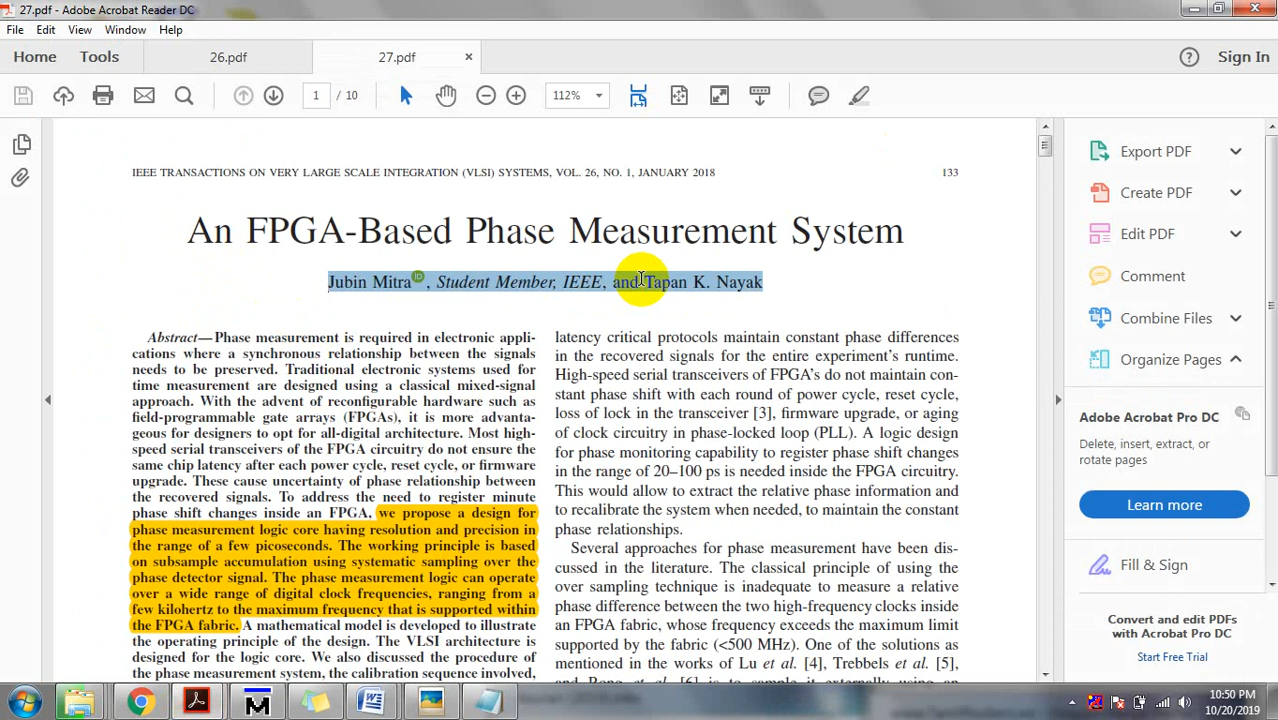 27.pdf - Adobe Acrobat Reader DC
File Edit View Window Help
Home Tools 26.pdf 27.pdf × ? Sign In
1 / 10 112%
IEEE TRANSACTIONS ON VERY LARGE SCALE INTEGRATION (VLSI) SYSTEMS, VOL. 26, NO. 1, JANUARY 2018 133
An FPGA-Based Phase Measurement System
Jubin Mitra iD, Student Member, IEEE, and Tapan K. Nayak
Abstract—Phase measurement is required in electronic appli-
cations where a synchronous relationship between the signals
needs to be preserved. Traditional electronic systems used for
time measurement are designed using a classical mixed-signal
approach. With the advent of reconfigurable hardware such as
field-programmable gate arrays (FPGAs), it is more advanta-
geous for designers to opt for all-digital architecture. Most high-
speed serial transceivers of the FPGA circuitry do not ensure the
same chip latency after each power cycle, reset cycle, or firmware
upgrade. These cause uncertainty of phase relationship between
the recovered signals. To address the need to register minute
phase shift changes inside an FPGA, we propose a design for
phase measurement logic core having resolution and precision in
the range of a few picoseconds. The working principle is based
on subsample accumulation using systematic sampling over the
phase detector signal. The phase measurement logic can operate
over a wide range of digital clock frequencies, ranging from a
few kilohertz to the maximum frequency that is supported within
the FPGA fabric. A mathematical model is developed to illustrate
the operating principle of the design. The VLSI architecture is
designed for the logic core. We also discussed the procedure of
the phase measurement system, the calibration sequence involved,
latency critical protocols maintain constant phase differences
in the recovered signals for the entire experiment's runtime.
High-speed serial transceivers of FPGA's do not maintain con-
stant phase shift with each round of power cycle, reset cycle,
loss of lock in the transceiver [3], firmware upgrade, or aging
of clock circuitry in phase-locked loop (PLL). A logic design
for phase monitoring capability to register phase shift changes
in the range of 20–100 ps is needed inside the FPGA circuitry.
This would allow to extract the relative phase information and
to recalibrate the system when needed, to maintain the constant
phase relationships.
Several approaches for phase measurement have been dis-
cussed in the literature. The classical principle of using the
over sampling technique is inadequate to measure a relative
phase difference between the two high-frequency clocks inside
an FPGA fabric, whose frequency exceeds the maximum limit
supported by the fabric (<500 MHz). One of the solutions as
mentioned in the works of Lu et al. [4], Trebbels et al. [5],
Export PDF
Create PDF
Edit PDF
Comment
Combine Files
Organize Pages
Adobe Acrobat Pro DC
Delete, insert, extract, or
rotate pages
Learn more
Fill & Sign
Convert and edit PDFs
with Acrobat Pro DC
Start Free Trial
10:50 PM
10/20/2019